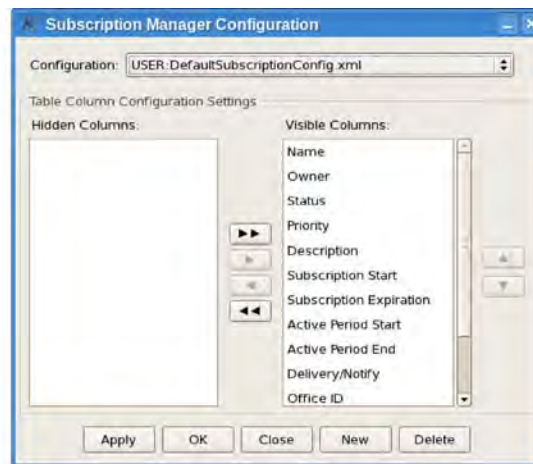 Subscription Manager Configuration
Configuration: USER:DefaultSubscriptionConfig.xml
Table Column Configuration Settings
Hidden Columns:
Visible Columns:
Name
Owner
Status
Priority
Description
Subscription Start
Subscription Expiration
Active Period Start
Active Period End
Delivery/Notify
Office ID
Apply
OK
Close
New
Delete